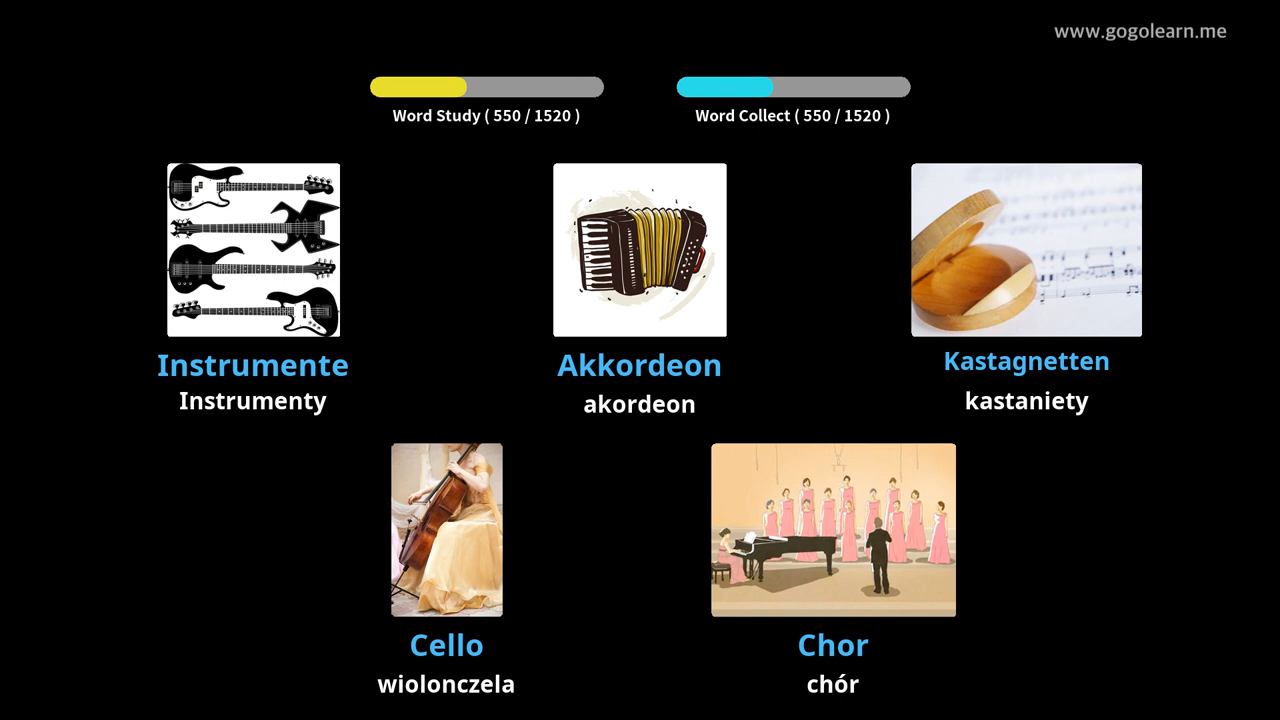 www.gogolearn.me
Word Study ( 550 / 1520 )
Word Collect ( 550 / 1520 )
Instrumente
Instrumenty
Akkordeon
akordeon
Kastagnetten
kastaniety
Cello
wiolonczela
Chor
chór